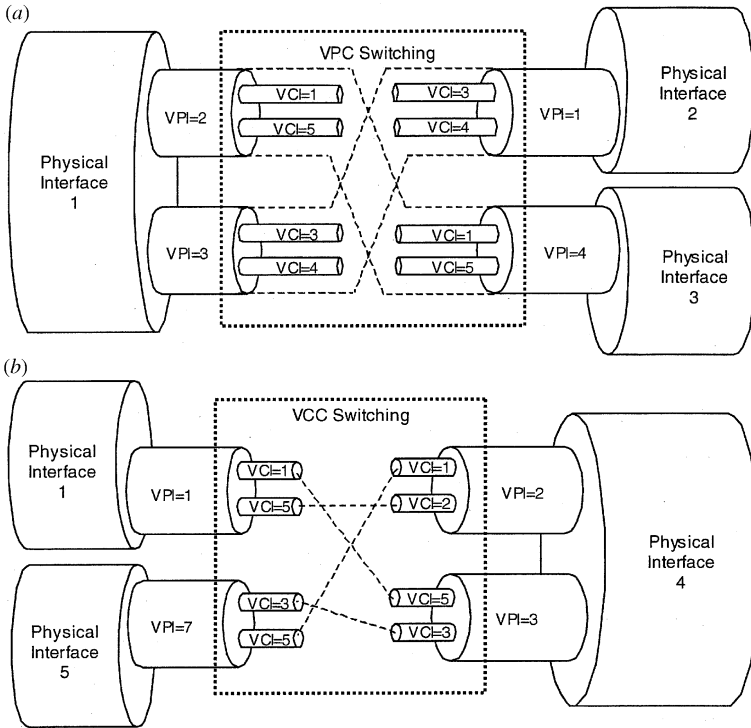 (a)
VPC Switching
Physical
Interface
1
VPI=2
VCI=1
VCI=5
VPI=3
VCI=3
VCI=4
VCI=3
VCI=4
VPI=1
Physical
Interface
2
VCI=1
VCI=5
VPI=4
Physical
Interface
3
(b)
VCC Switching
Physical
Interface
1
VPI=1
VCI=1
VCI=5
Physical
Interface
5
VPI=7
VCI=3
VCI=5
VCI=1
VCI=2
VPI=2
VCI=5
VCI=3
VPI=3
Physical
Interface
4